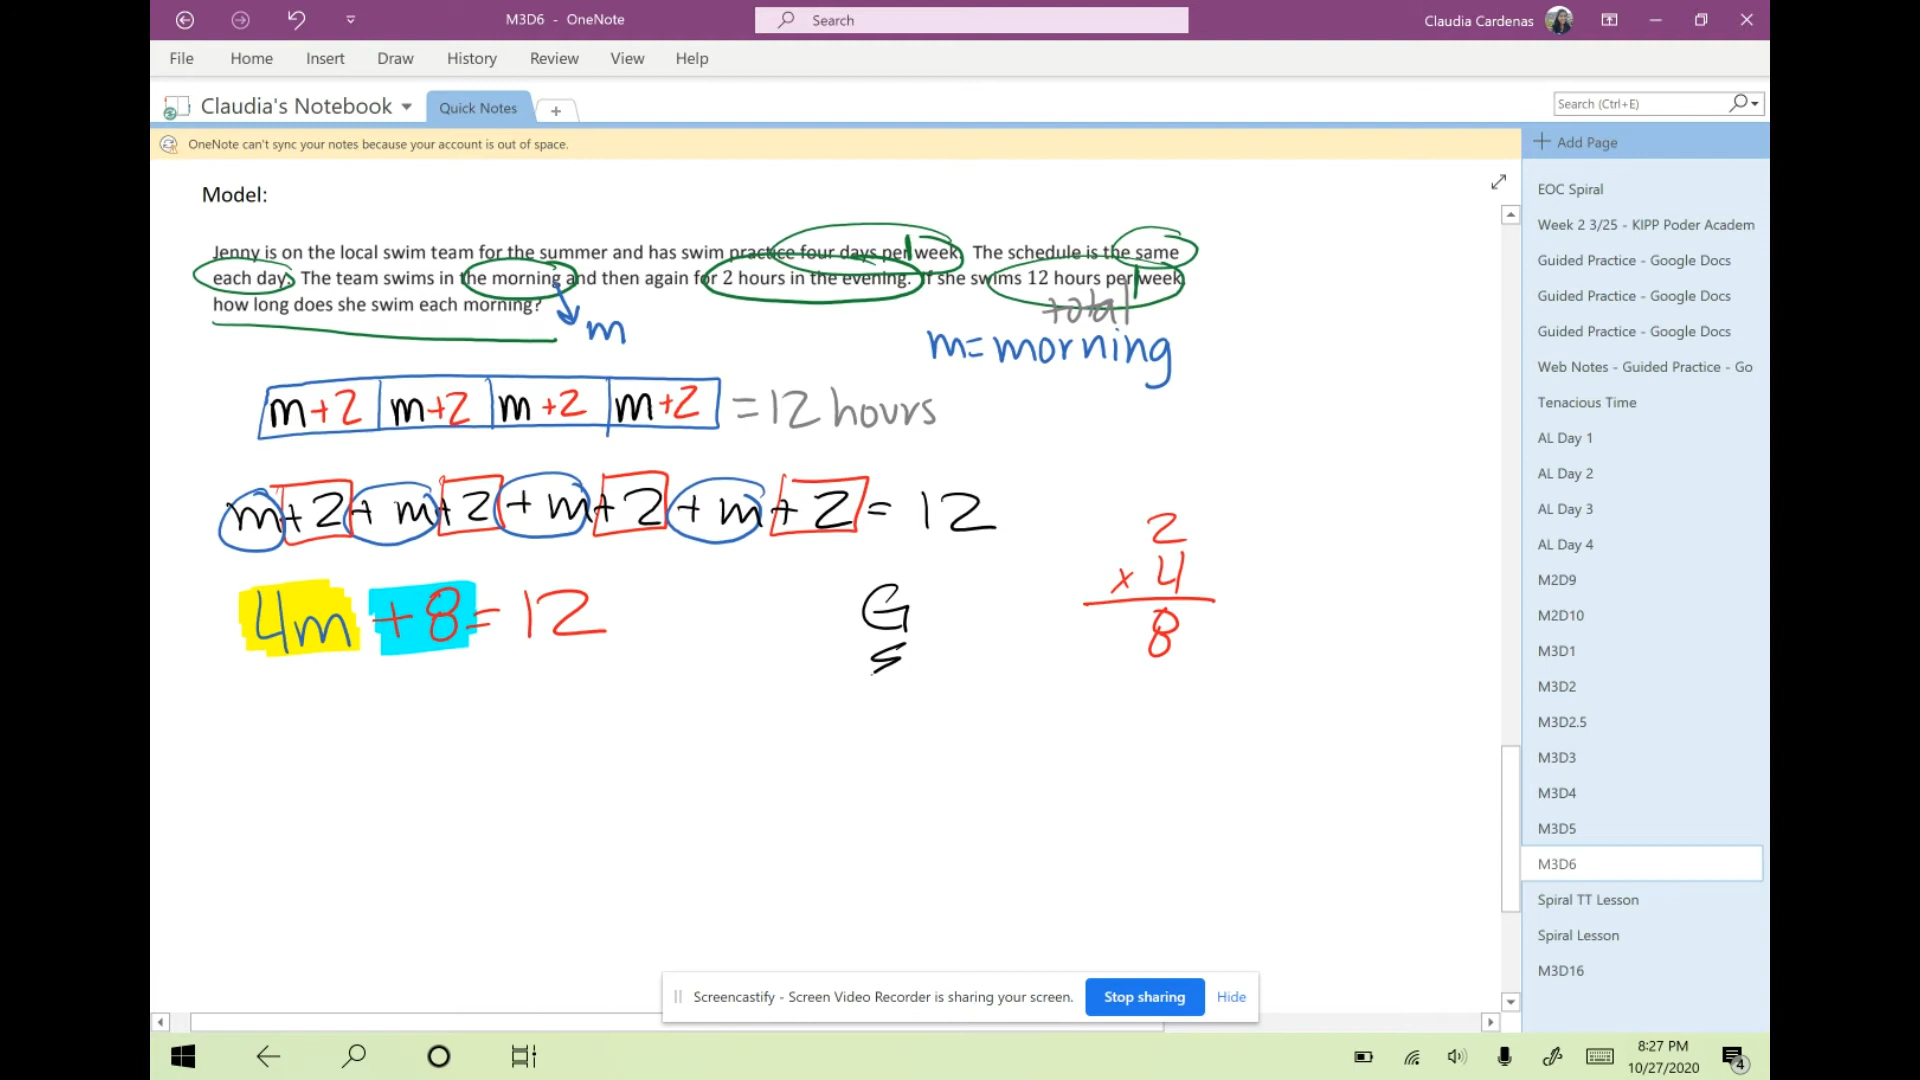 M3D6 - OneNote
Search
Claudia Cardenas
File Home Insert Draw History Review View Help
Claudia's Notebook
Quick Notes
Search (Ctrl+E)
OneNote can't sync your notes because your account is out of space.
Add Page
EOC Spiral
Week 2 3/25 - KIPP Poder Academ
Guided Practice - Google Docs
Guided Practice - Google Docs
Guided Practice - Google Docs
Web Notes - Guided Practice - Go
Tenacious Time
AL Day 1
AL Day 2
AL Day 3
AL Day 4
M2D9
M2D10
M3D1
M3D2
M3D2.5
M3D3
M3D4
M3D5
M3D6
Spiral TT Lesson
Spiral Lesson
M3D16
Model:
Jenny is on the local swim team for the summer and has swim practice four days per week. The schedule is the same
each day. The team swims in the morning and then again for 2 hours in the evening. If she swims 12 hours per week,
how long does she swim each morning?
total
m
m=morning
m+2 m+2 m+2 m+2 = 12 hours
m+2+m+2+m+2+m+2= 12
4m +8= 12
G
S
2
x 4
8
Screencastify - Screen Video Recorder is sharing your screen.
Stop sharing
Hide
8:27 PM
10/27/2020
4